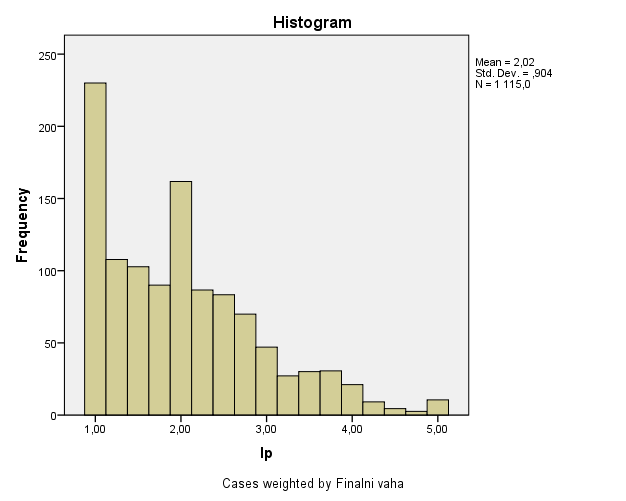 Histogram
Mean = 2,02
Std. Dev. = ,904
N = 1 115,0
Frequency
250
200
150
100
50
0
1,00 2,00 3,00 4,00 5,00
Ip
Cases weighted by Finalni vaha